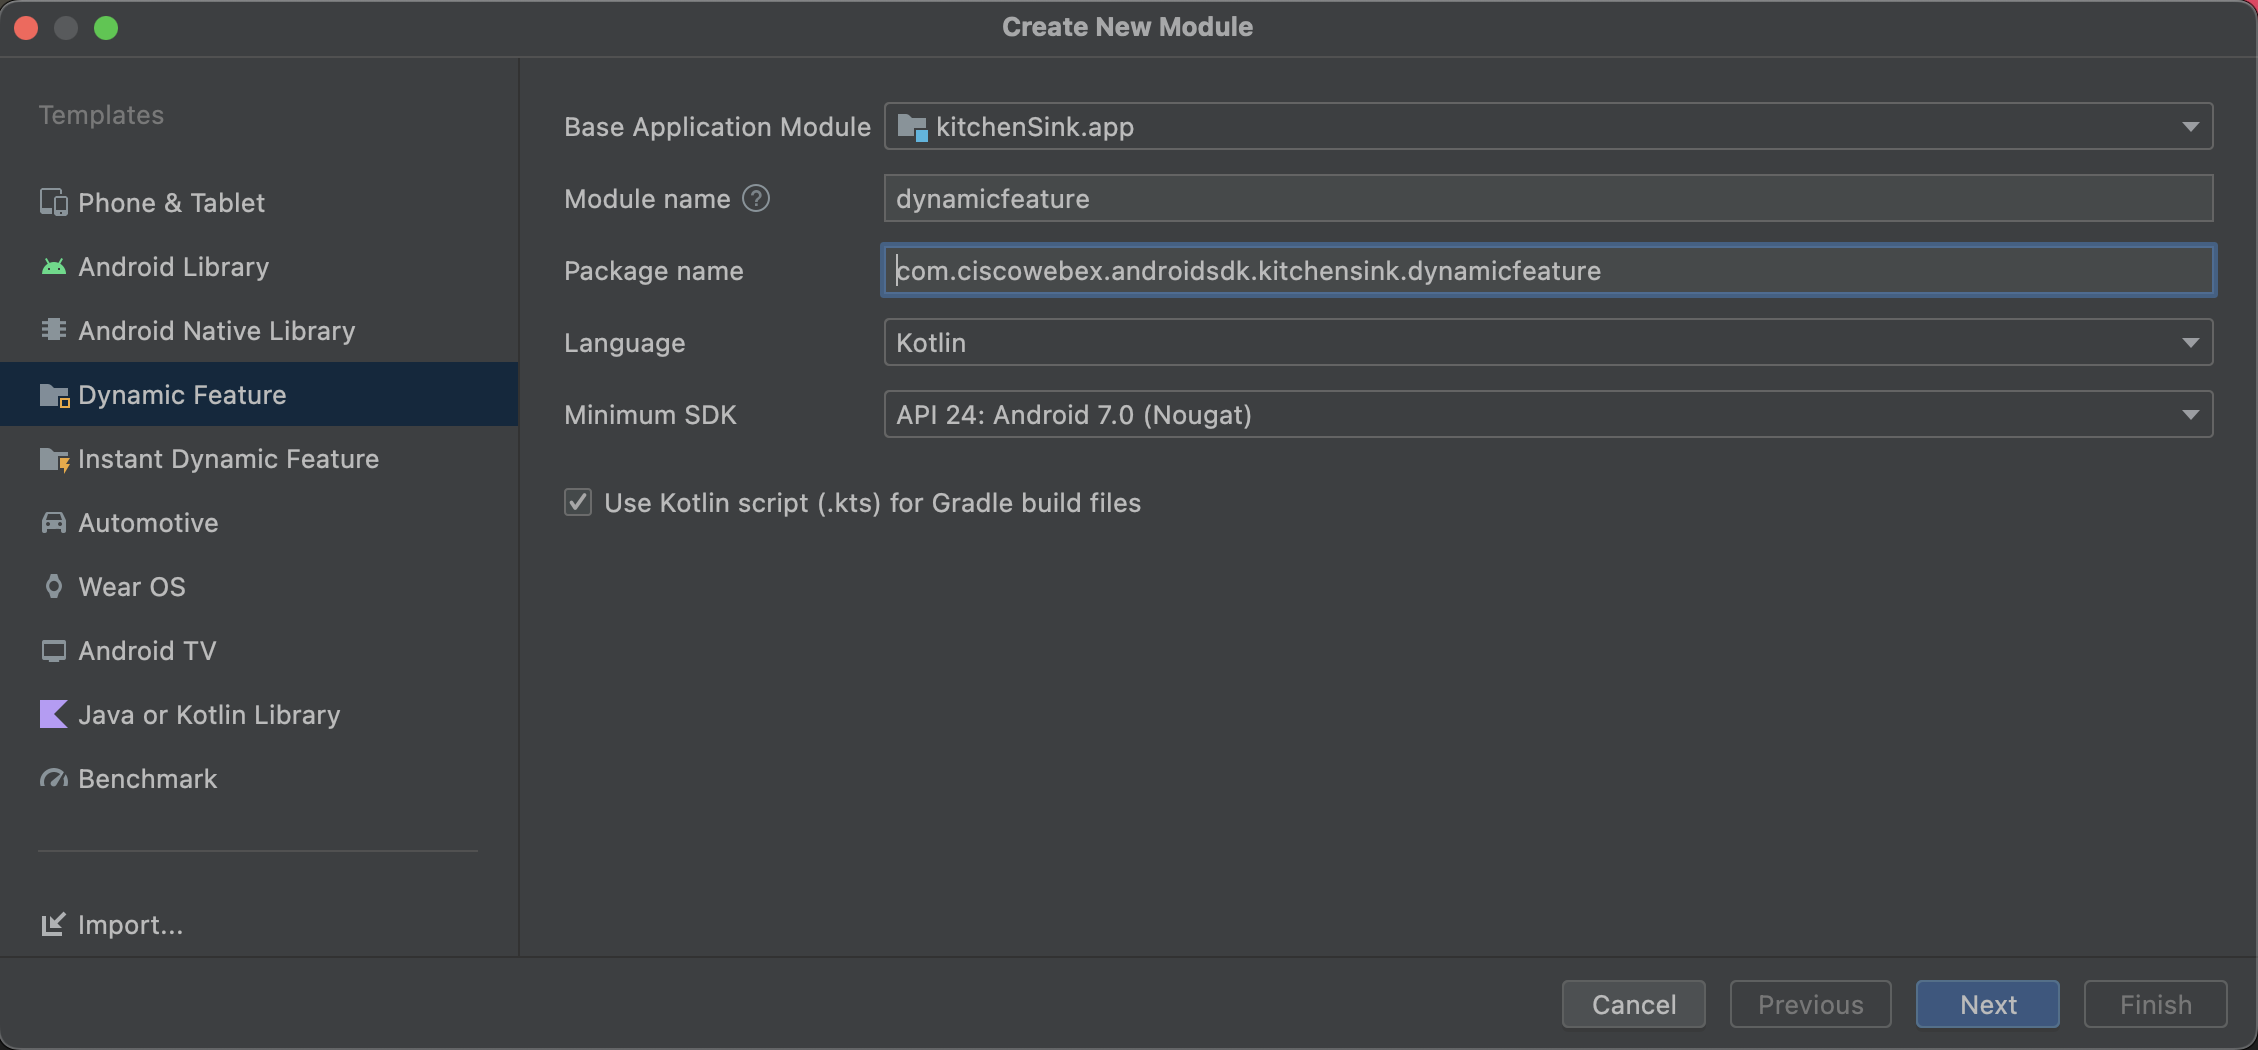 Create New Module
Templates
Phone & Tablet
Android Library
Android Native Library
Dynamic Feature
Instant Dynamic Feature
Automotive
Wear OS
Android TV
Java or Kotlin Library
Benchmark
Import...
Base Application Module kitchenSink.app
Module name ? dynamicfeature
Package name com.ciscowebex.androidsdk.kitchensink.dynamicfeature
Language Kotlin
Minimum SDK API 24: Android 7.0 (Nougat)
Use Kotlin script (.kts) for Gradle build files
Cancel Previous Next Finish